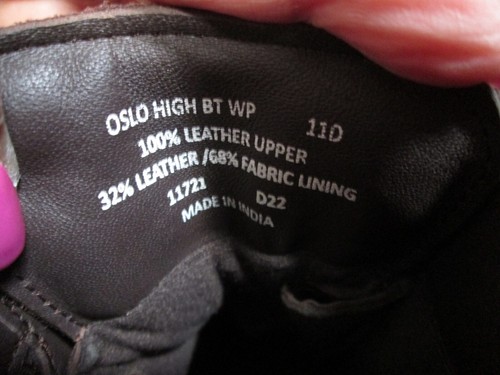 OSLO HIGH BT WP 11D
100% LEATHER UPPER
32% LEATHER /68% FABRIC LINING
11721 D22
MADE IN INDIA